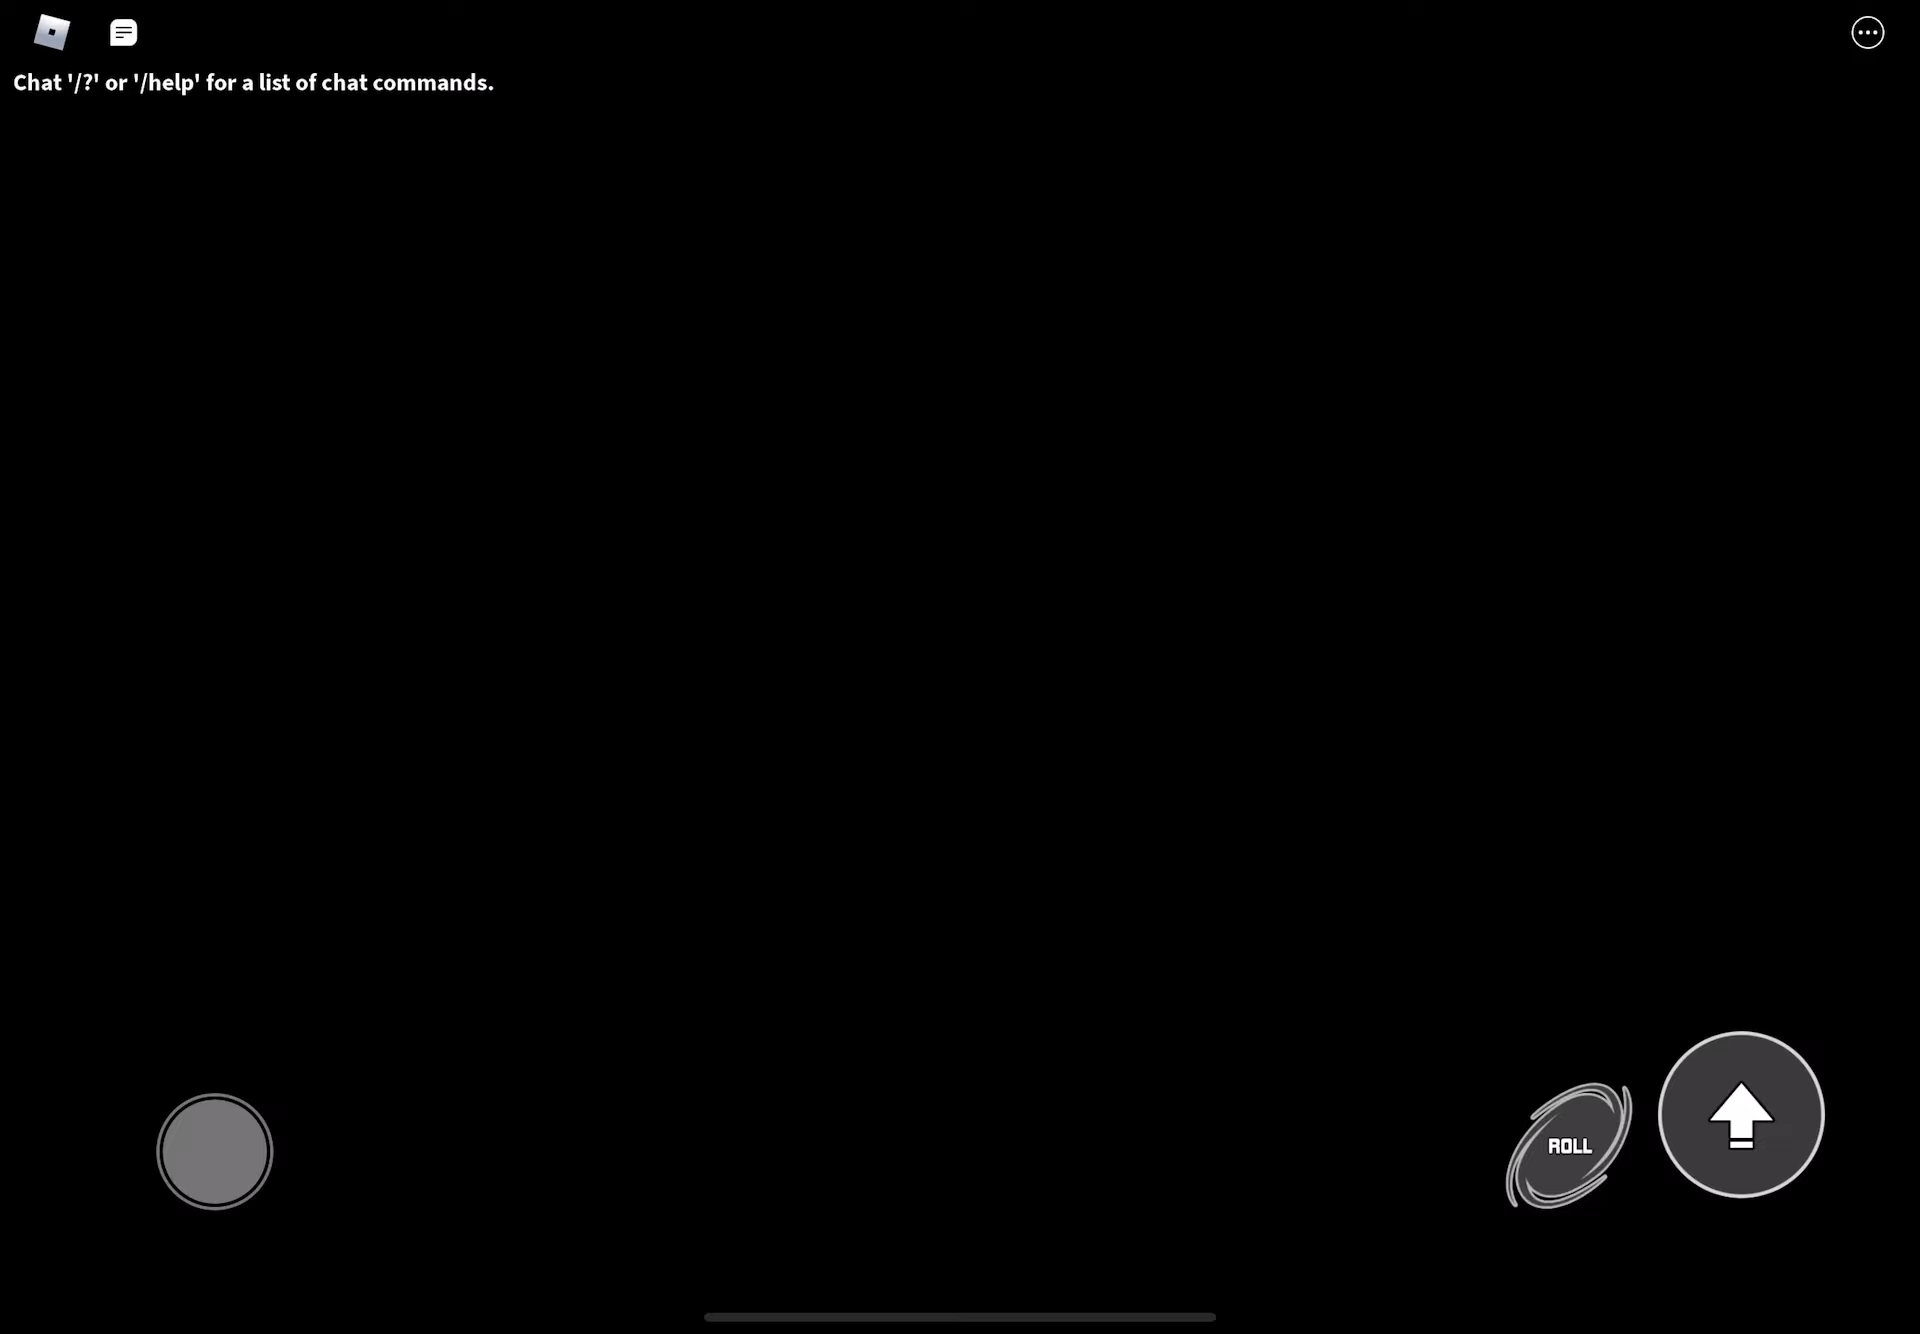 Chat '/?' or '/help' for a list of chat commands.
ROLL